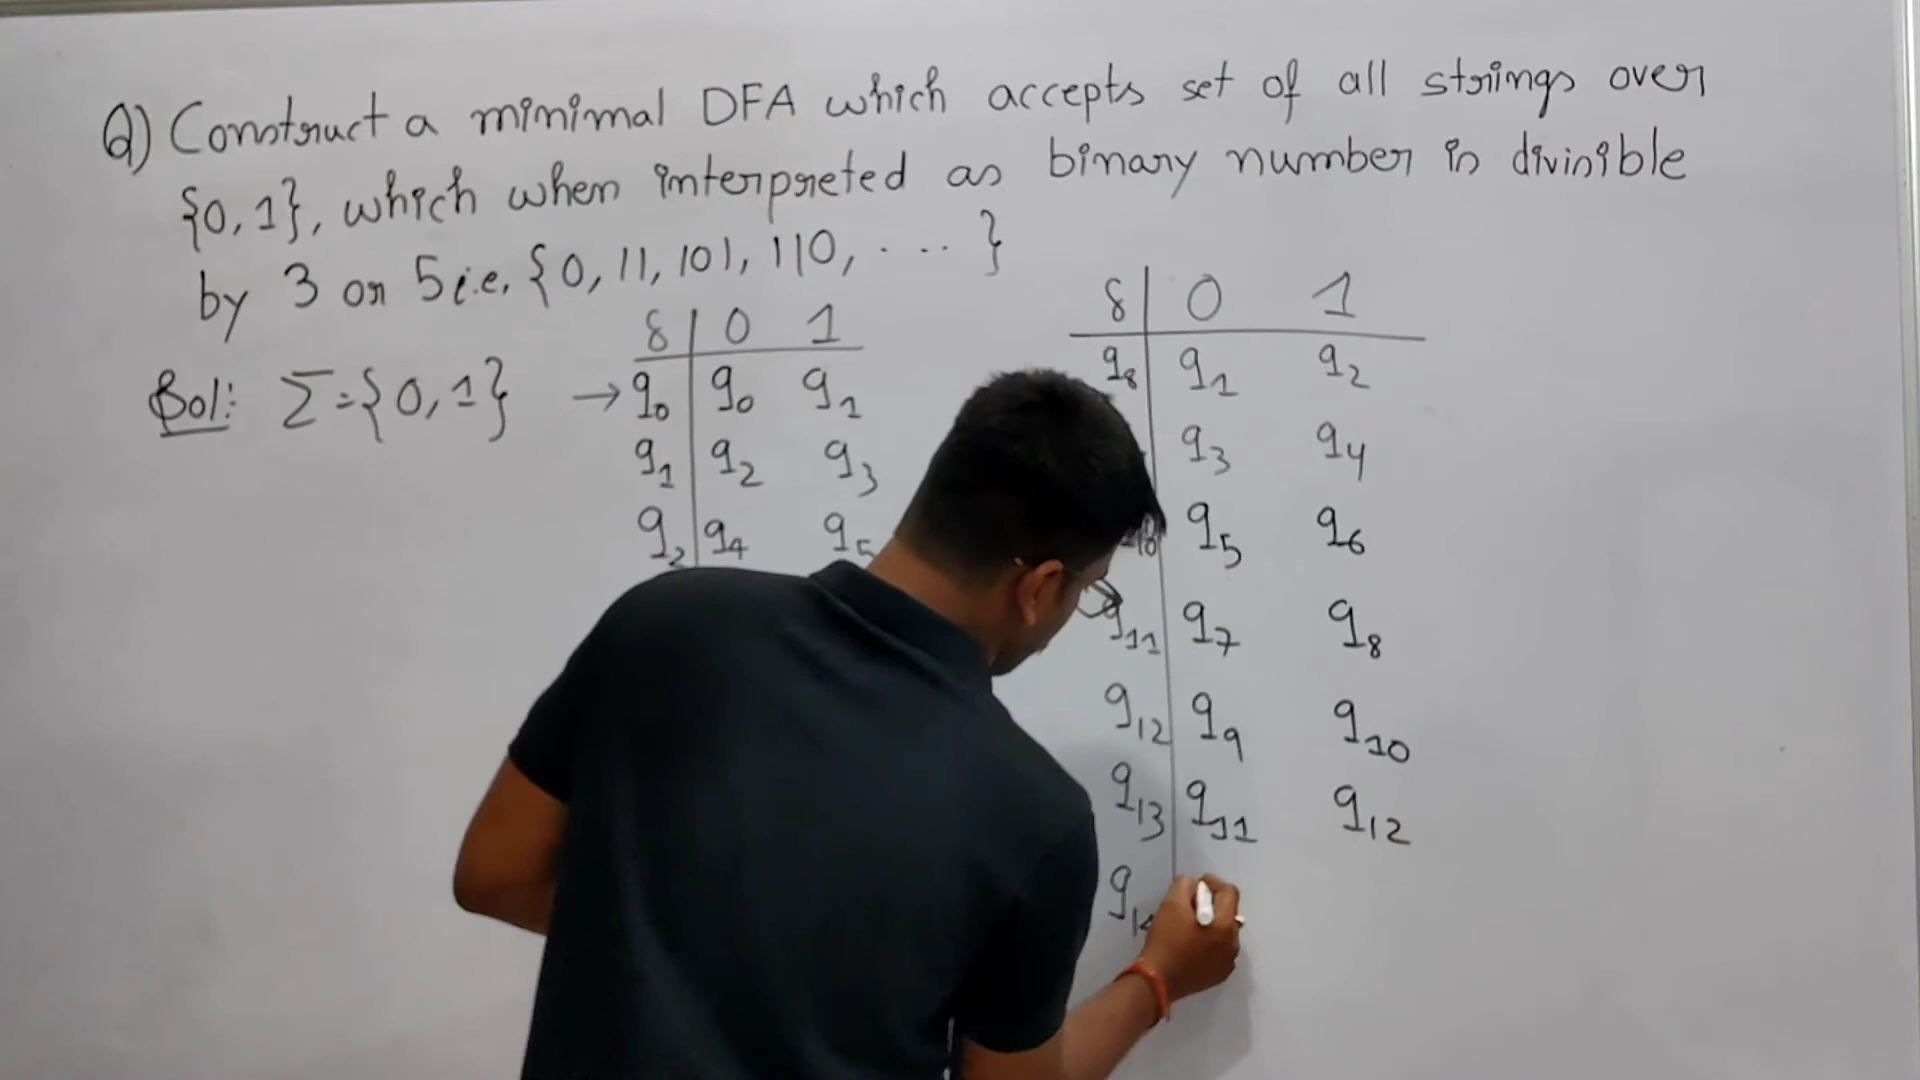 Q) Construct a minimal DFA which accepts set of all strings over
{0,1}, which when interpreted as binary number is divisible
by 3 or 5 i.e. {0, 11, 101, 110, .... }
Sol: Σ={0,1}
δ 0 1
→q0 q0 q1
q1 q2 q3
q2 q4 q5
δ 0 1
q8 q1 q2
q3 q4
q5 q6
q11 q7 q8
q12 q9 q10
q13 q11 q12